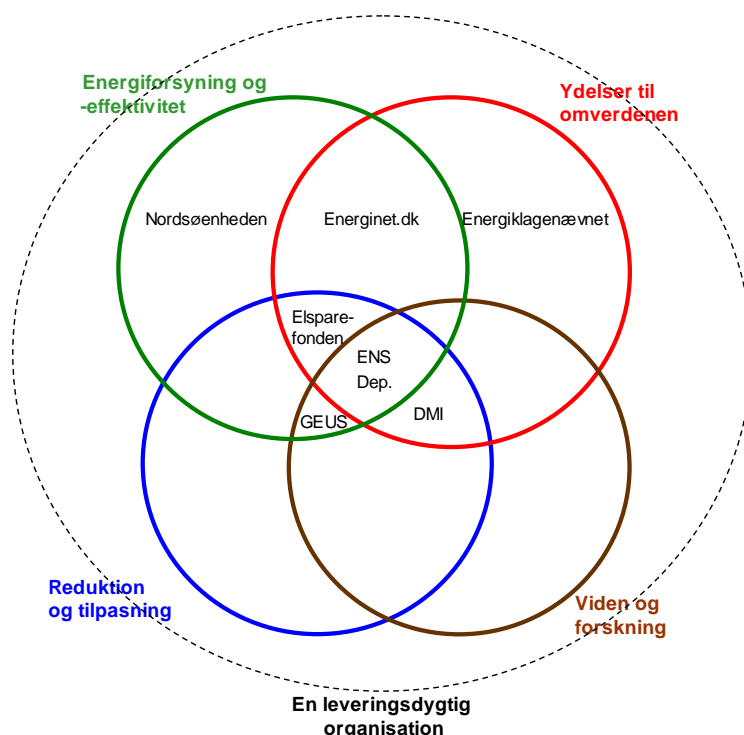 Energiforsyning og
-effektivitet
Ydelser til
omverdenen
Nordsøenheden
Energinet.dk
Energiklagenævnet
Elspare-
fonden
ENS
Dep.
GEUS
DMI
Reduktion
og tilpasning
Viden og
forskning
En leveringsdygtig
organisation